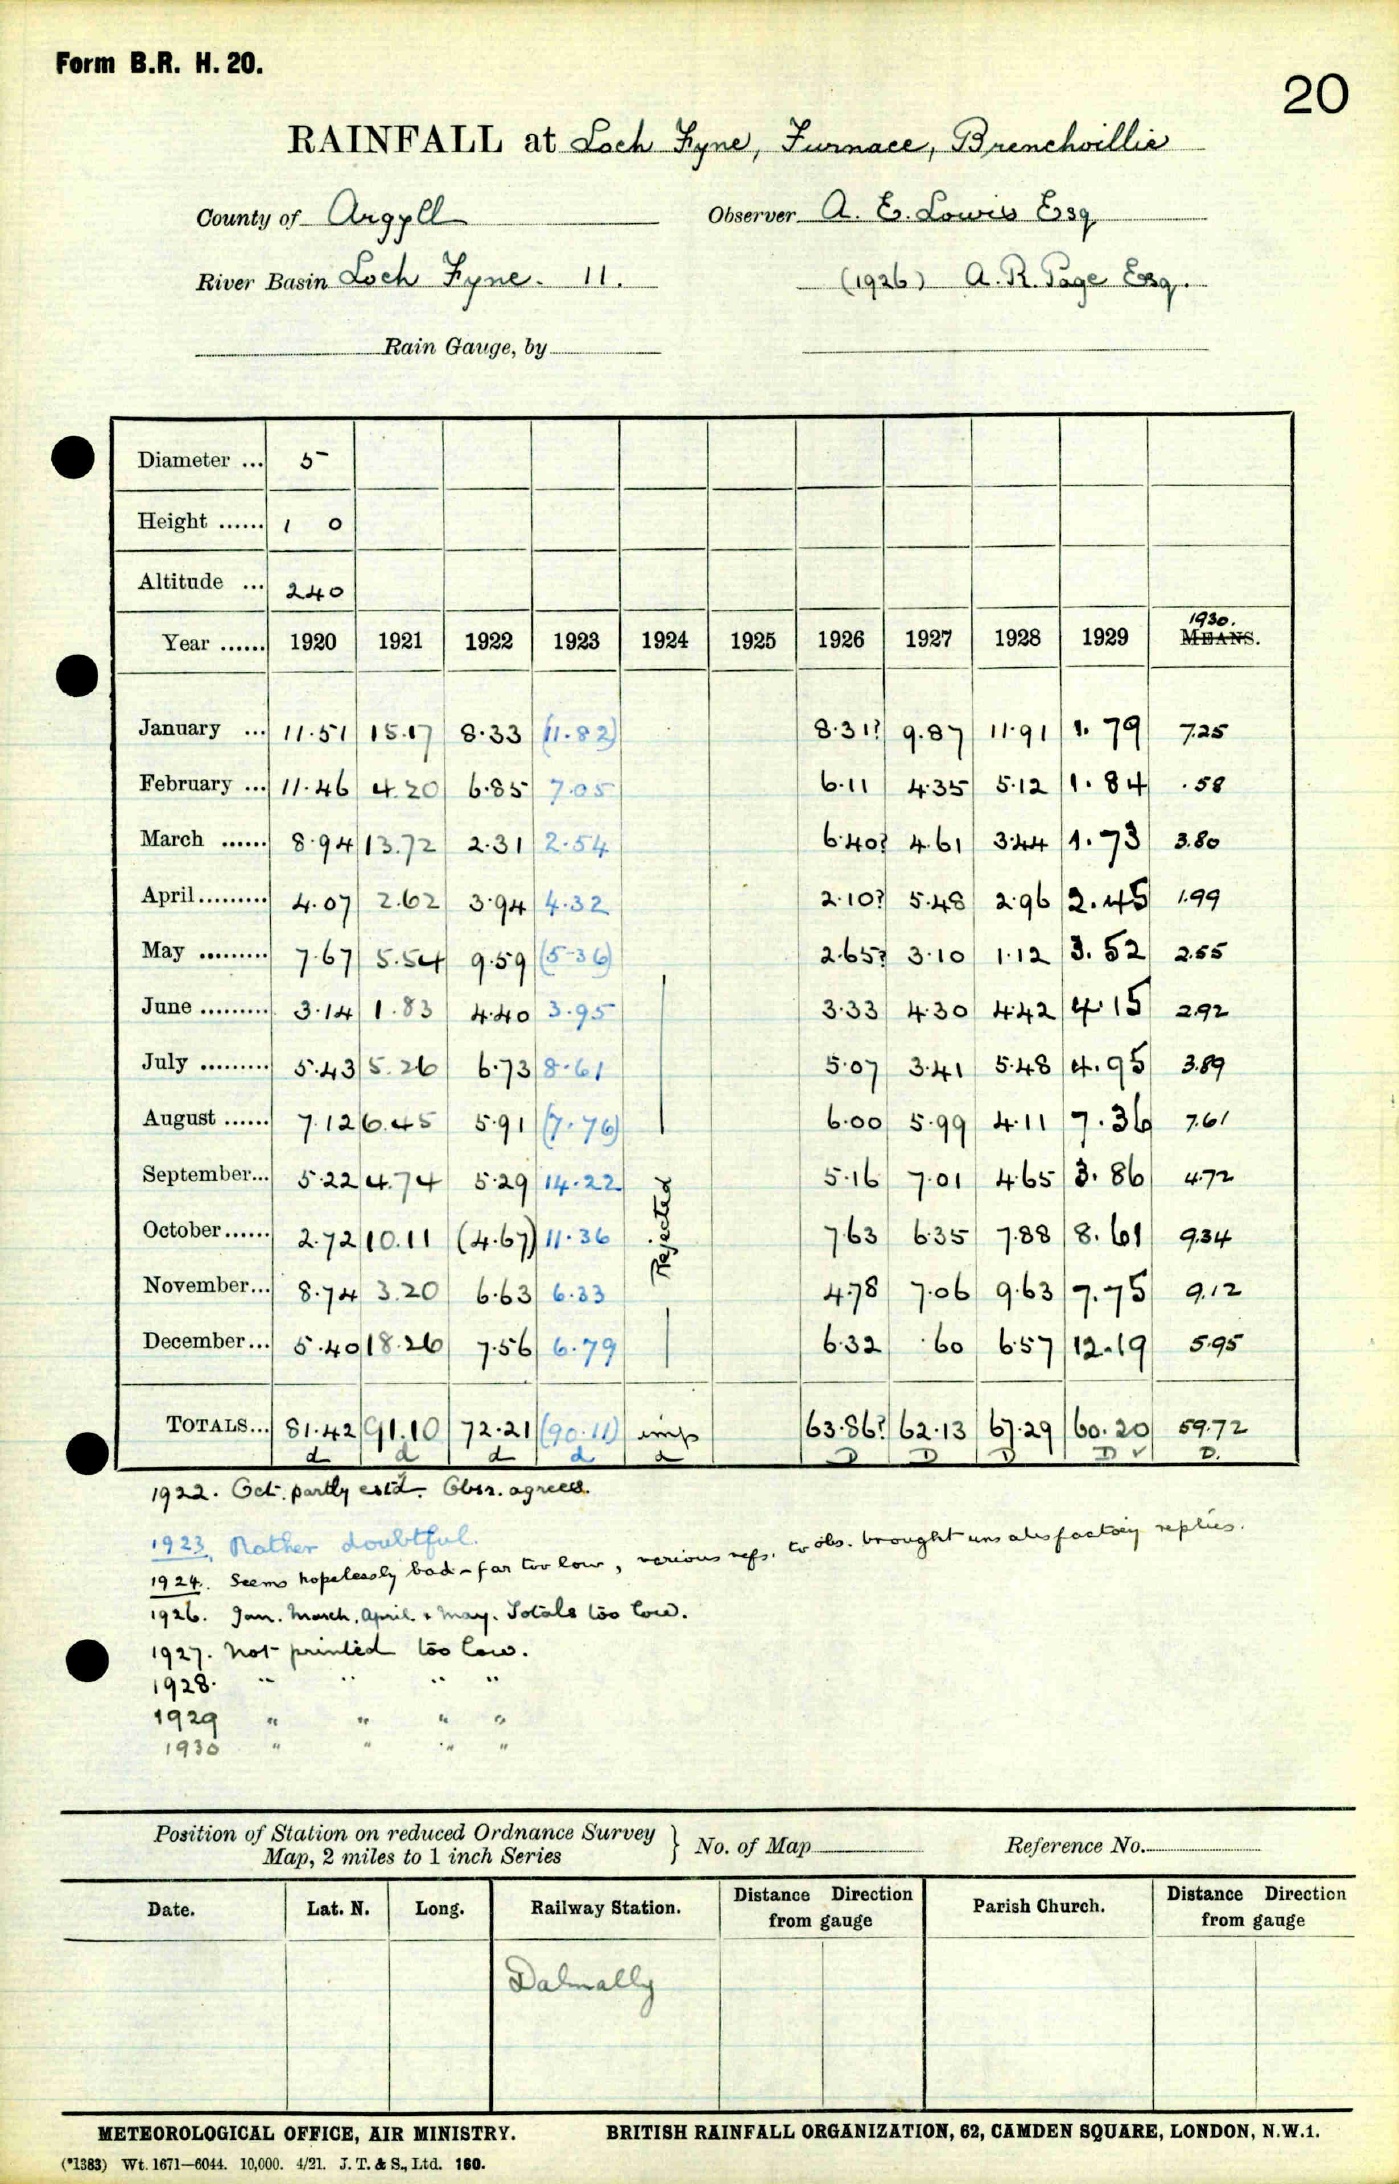 Form B.R. H. 20.
20
RAINFALL at Loch Fyne, Furnace, Brenchoillie
County of Argyll Observer A. E. Lowis Esq
River Basin Loch Fyne. 11. (1926) A. R. Page Esq.
Rain Gauge, by
Diameter ... 5
Height ...... 1 0
Altitude ... 240
1930.
Year ...... 1920 1921 1922 1923 1924 1925 1926 1927 1928 1929 MEANS.
January ... 11.51 15.17 8.33 (11.82) 8.31? 9.87 11.91 1.79 7.25
February ... 11.46 4.20 6.85 7.05 6.11 4.35 5.12 1.84 .58
March ...... 8.94 13.72 2.31 2.54 6.40? 4.61 3.44 1.73 3.80
April......... 4.07 2.62 3.94 4.32 2.10? 5.48 2.96 2.45 1.99
May ......... 7.67 5.54 9.59 (5.36) 2.65? 3.10 1.12 3.52 2.55
June ......... 3.14 1.83 4.40 3.95 3.33 4.30 4.42 4.15 2.92
July ......... 5.43 5.26 6.73 8.61 5.07 3.41 5.48 4.95 3.89
August ...... 7.12 6.45 5.91 (7.76) 6.00 5.99 4.11 7.36 7.61
September... 5.22 4.74 5.29 14.22 Rejected 5.16 7.01 4.65 3.86 4.72
October...... 2.72 10.11 (4.67) 11.36 7.63 6.35 7.88 8.61 9.34
November... 8.74 3.20 6.63 6.33 4.78 7.06 9.63 7.75 9.12
December... 5.40 18.26 7.56 6.79 6.32 .60 6.57 12.19 5.95
TOTALS... 81.42 91.10 72.21 (90.11) imp 63.86? 62.13 67.29 60.20 59.72
d d d d d D D D D ✓ D.
1922. Oct. partly est'd. Obsr. agrees.
1923. Rather doubtful.
1924. Seems hopelessly bad - far too low, various refs. to obs. brought unsatisfactory replies.
1926. Jan. March, April & May. Totals too low.
1927. Not printed too low.
1928. " " " "
1929 " " " "
1930 " " " "
Position of Station on reduced Ordnance Survey
Map, 2 miles to 1 inch Series } No. of Map Reference No.
Date. Lat. N. Long. Railway Station. Distance Direction from gauge Parish Church. Distance Direction from gauge
Dalmally
METEOROLOGICAL OFFICE, AIR MINISTRY. BRITISH RAINFALL ORGANIZATION, 62, CAMDEN SQUARE, LONDON, N.W.1.
(*1383) Wt. 1671—6044. 10,000. 4/21. J. T. & S., Ltd. 160.